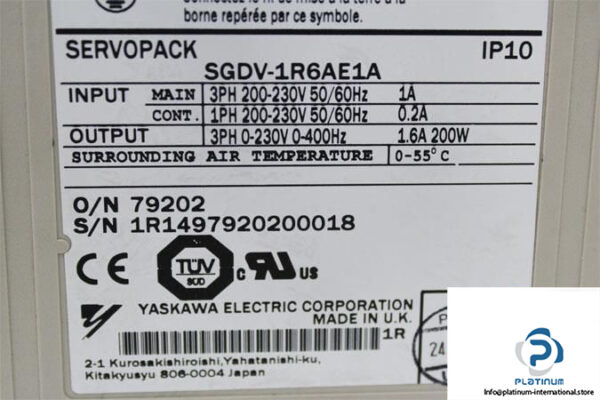 borne repérée par ce symbole.
SERVOPACK IP10
SGDV-1R6AE1A
INPUT MAIN 3PH 200-230V 50/60Hz 1A
CONT. 1PH 200-230V 50/60Hz 0.2A
OUTPUT 3PH 0-230V 0-400Hz 1.6A 200W
SURROUNDING AIR TEMPERATURE 0-55°C
O/N 79202
S/N 1R1497920200018
CE TÜV SÜD c RU US
YASKAWA ELECTRIC CORPORATION
MADE IN U.K.
1R
2-1 Kurosakishiroishi,Yahatanishi-ku,
Kitakyusyu 806-0004 Japan
P
24
PLATINUM
Info@platinum-international.store